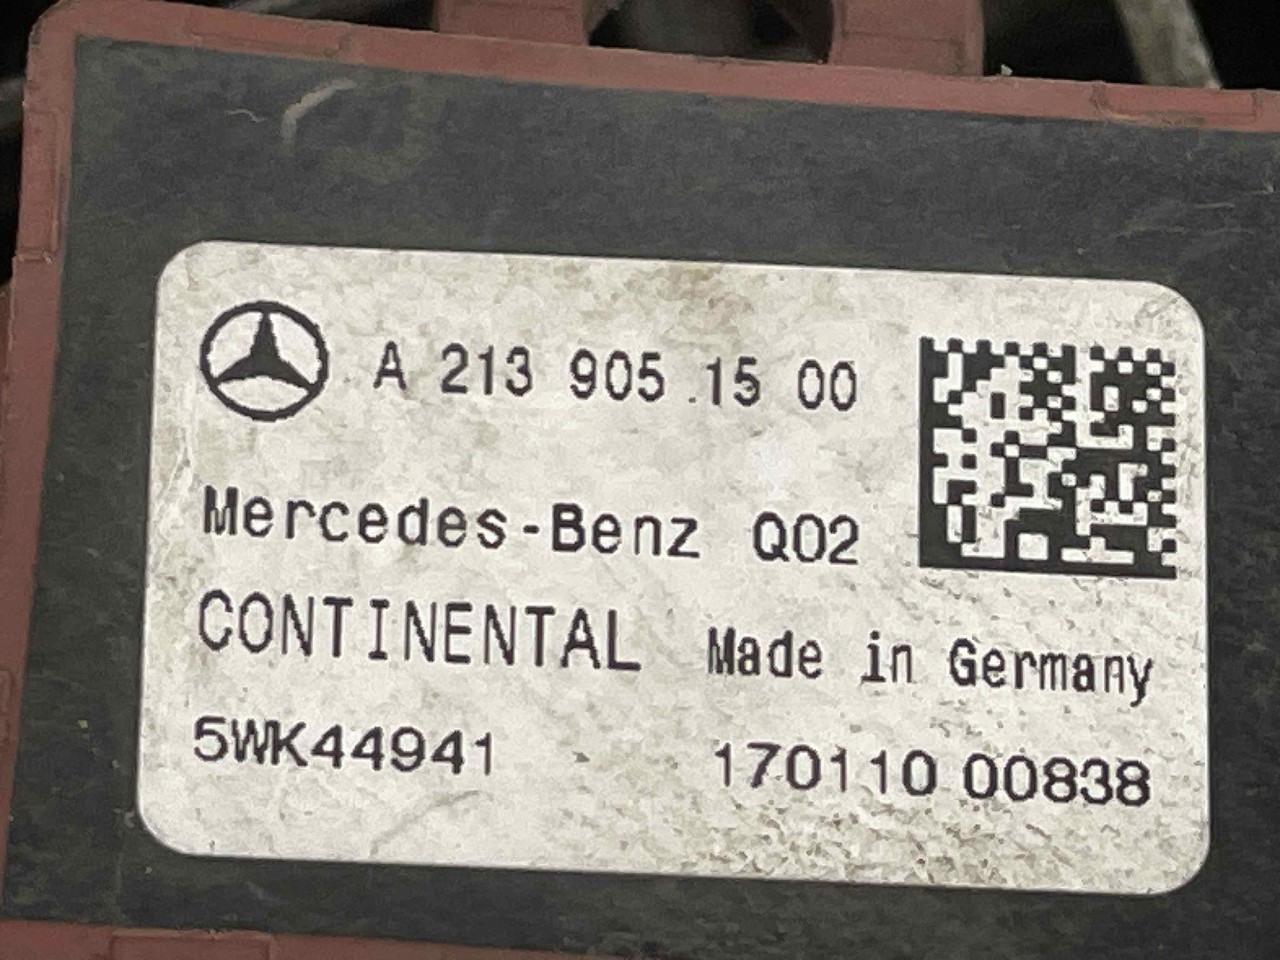 A 213 905 15 00
Mercedes-Benz Q02
CONTINENTAL Made in Germany
5WK44941 170110 00838